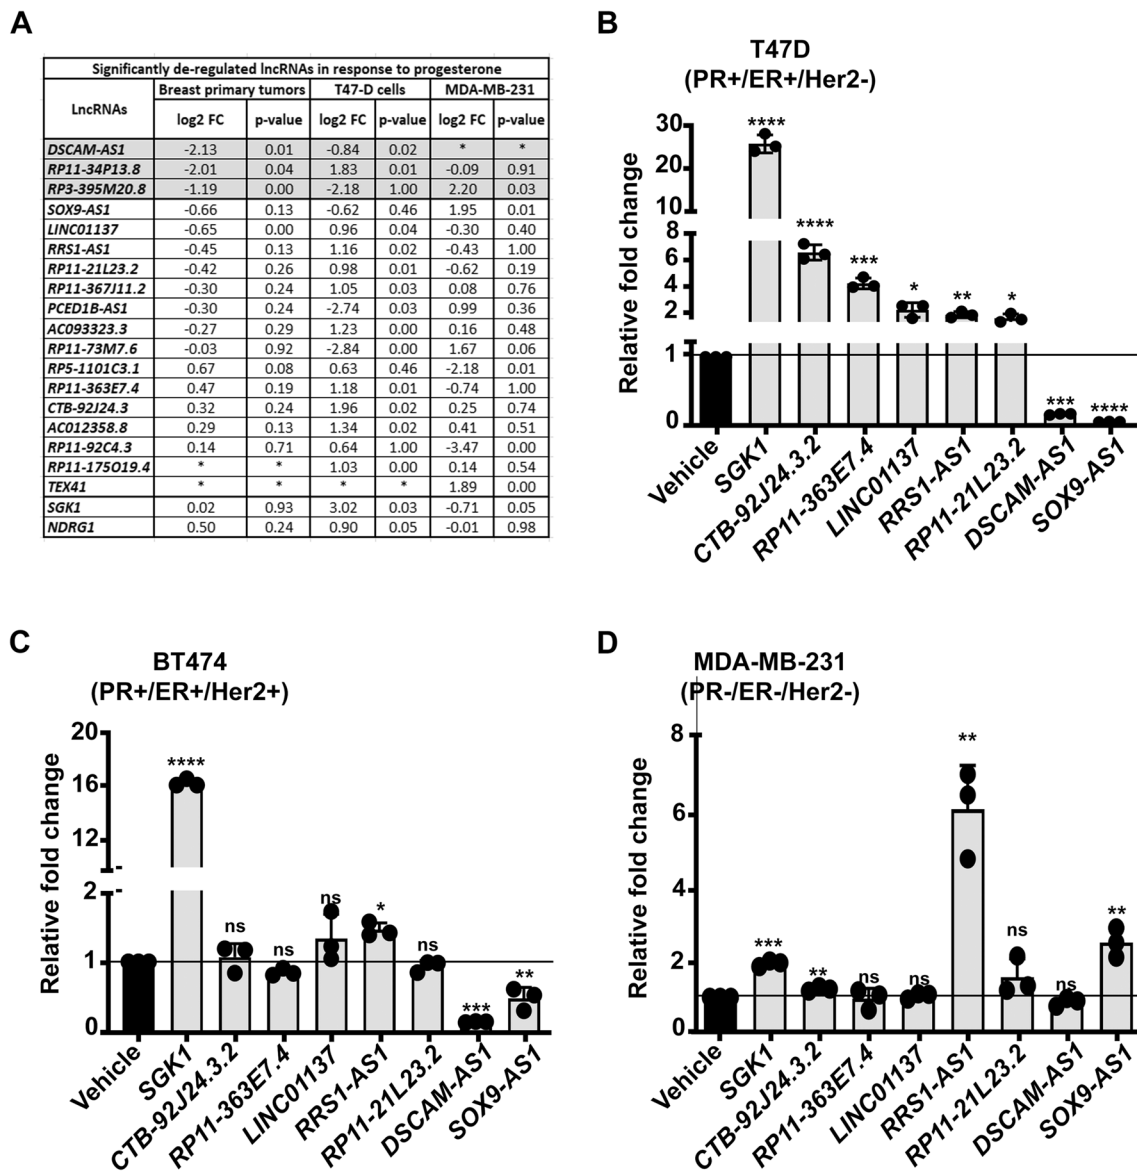 A
Significantly de-regulated lncRNAs in response to progesterone
LncRNAs Breast primary tumors T47-D cells MDA-MB-231
log2 FC p-value log2 FC p-value log2 FC p-value
DSCAM-AS1 -2.13 0.01 -0.84 0.02 * *
RP11-34P13.8 -2.01 0.04 1.83 0.01 -0.09 0.91
RP3-395M20.8 -1.19 0.00 -2.18 1.00 2.20 0.03
SOX9-AS1 -0.66 0.13 -0.62 0.46 1.95 0.01
LINC01137 -0.65 0.00 0.96 0.04 -0.30 0.40
RRS1-AS1 -0.45 0.13 1.16 0.02 -0.43 1.00
RP11-21L23.2 -0.42 0.26 0.98 0.01 -0.62 0.19
RP11-367J11.2 -0.30 0.24 1.05 0.03 0.08 0.76
PCED1B-AS1 -0.30 0.24 -2.74 0.03 0.99 0.36
AC093323.3 -0.27 0.29 1.23 0.00 0.16 0.48
RP11-73M7.6 -0.03 0.92 -2.84 0.00 1.67 0.06
RP5-1101C3.1 0.67 0.08 0.63 0.46 -2.18 0.01
RP11-363E7.4 0.47 0.19 1.18 0.01 -0.74 1.00
CTB-92J24.3 0.32 0.24 1.96 0.02 0.25 0.74
AC012358.8 0.29 0.13 1.34 0.02 0.41 0.51
RP11-92C4.3 0.14 0.71 0.64 1.00 -3.47 0.00
RP11-175O19.4 * * 1.03 0.00 0.14 0.54
TEX41 * * * * 1.89 0.00
SGK1 0.02 0.93 3.02 0.03 -0.71 0.05
NDRG1 0.50 0.24 0.90 0.05 -0.01 0.98
B
T47D
(PR+/ER+/Her2-)
Relative fold change
30
20
10
8
6
4
2
1
0
**** **** *** * ** * *** ****
Vehicle
SGK1
CTB-92J24.3.2
RP11-363E7.4
LINC01137
RRS1-AS1
RP11-21L23.2
DSCAM-AS1
SOX9-AS1
C
BT474
(PR+/ER+/Her2+)
Relative fold change
20
16
12
2
1
0
**** ns ns ns * ns *** **
Vehicle
SGK1
CTB-92J24.3.2
RP11-363E7.4
LINC01137
RRS1-AS1
RP11-21L23.2
DSCAM-AS1
SOX9-AS1
D
MDA-MB-231
(PR-/ER-/Her2-)
Relative fold change
8
6
4
2
1
0
*** ** ns ns ** ns ns **
Vehicle
SGK1
CTB-92J24.3.2
RP11-363E7.4
LINC01137
RRS1-AS1
RP11-21L23.2
DSCAM-AS1
SOX9-AS1